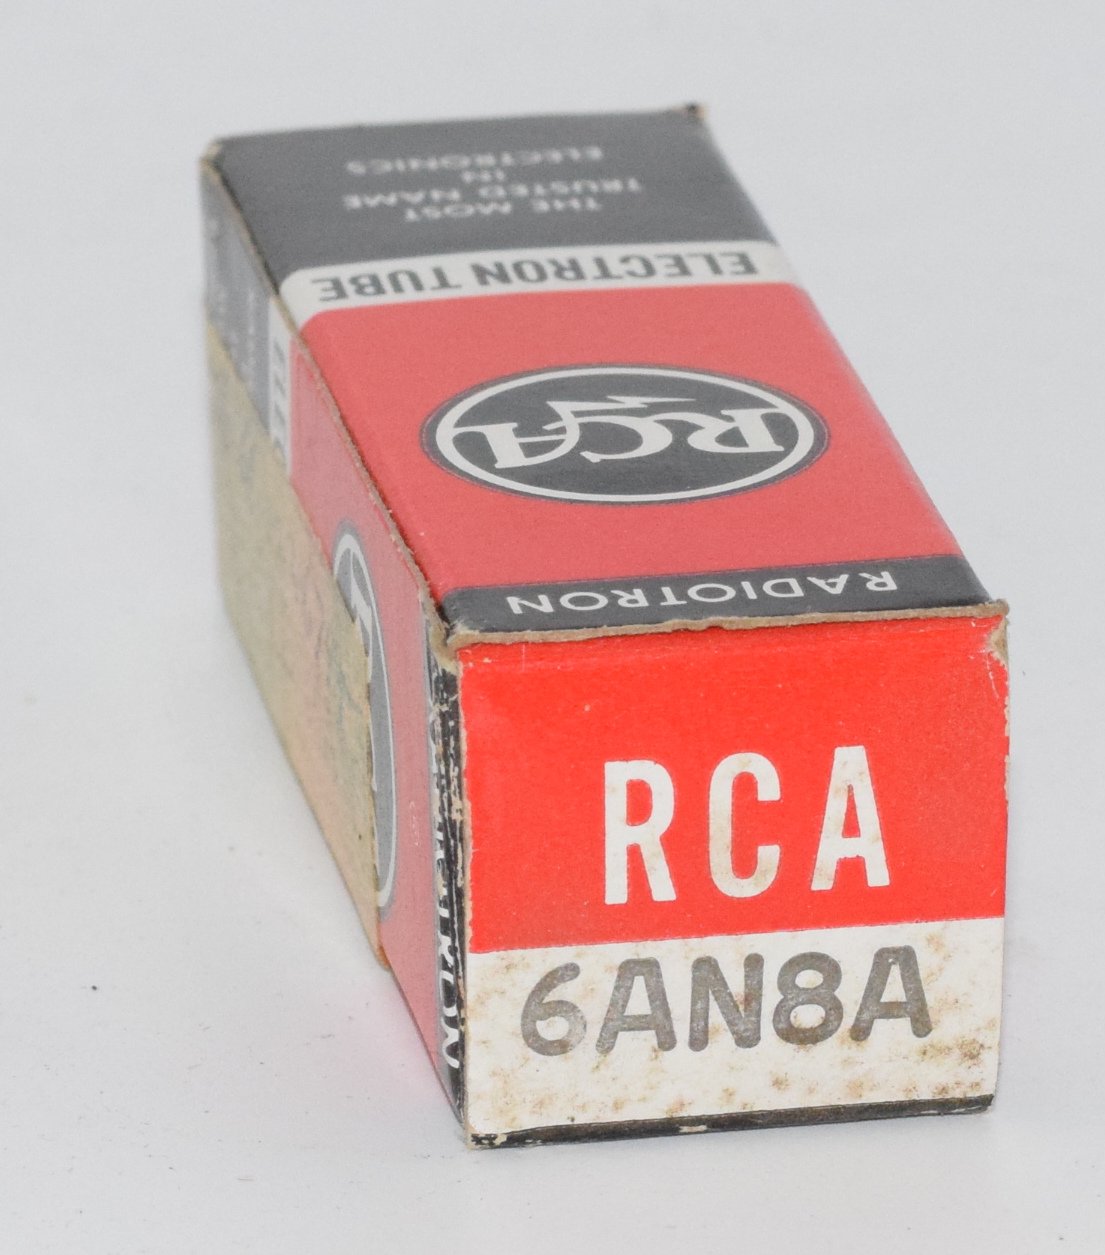 THE MOST
TRUSTED NAME
IN
ELECTRONICS
ELECTRON TUBE
RCA
RADIOTRON
RCA
6AN8A